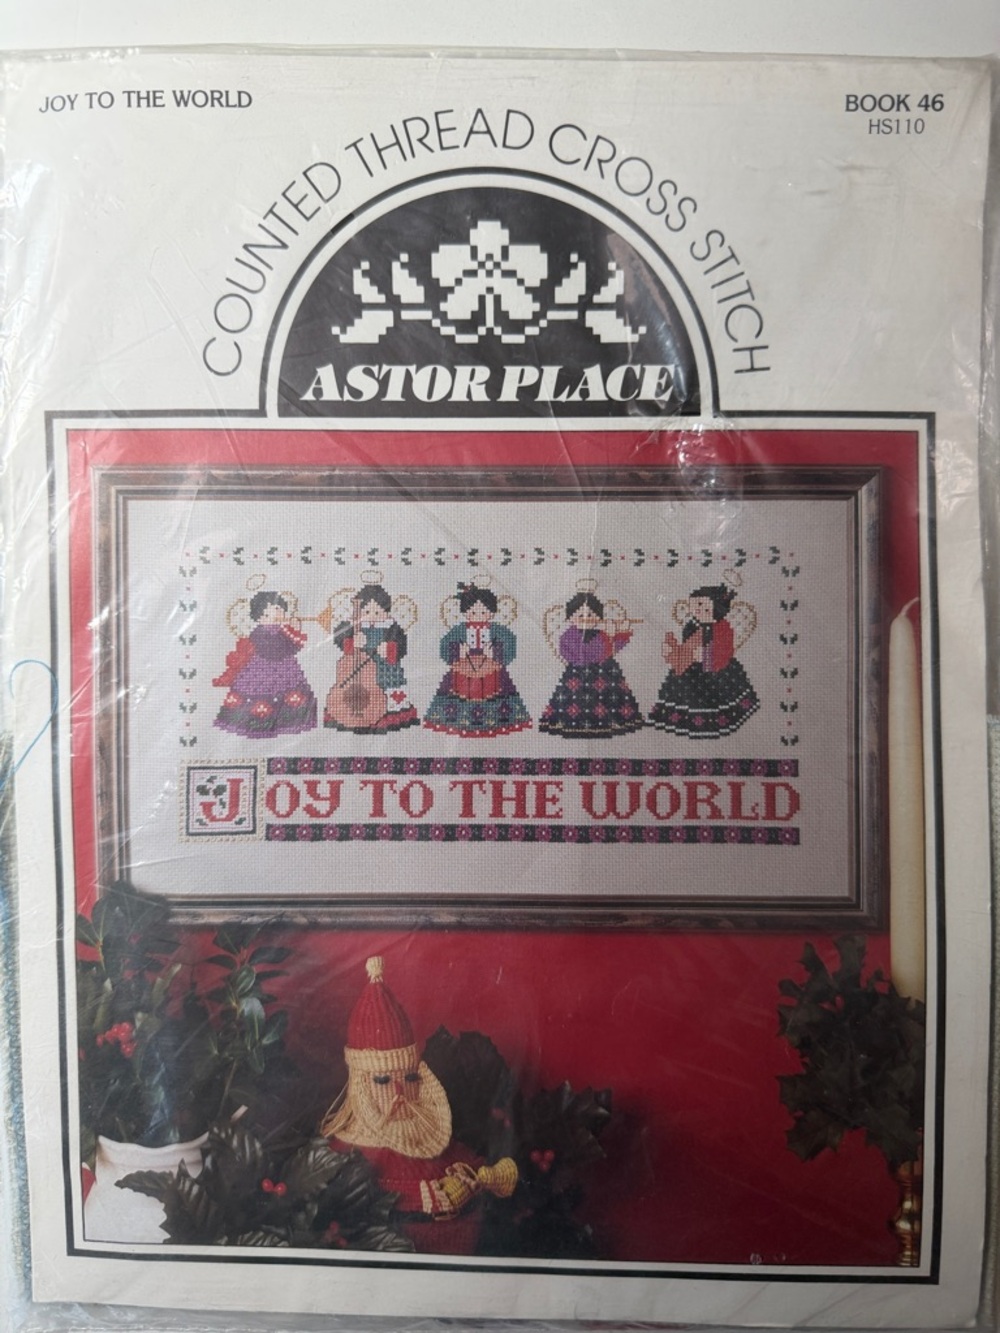 JOY TO THE WORLD
BOOK 46
HS110
COUNTED THREAD CROSS STITCH
ASTOR PLACE
JOY TO THE WORLD